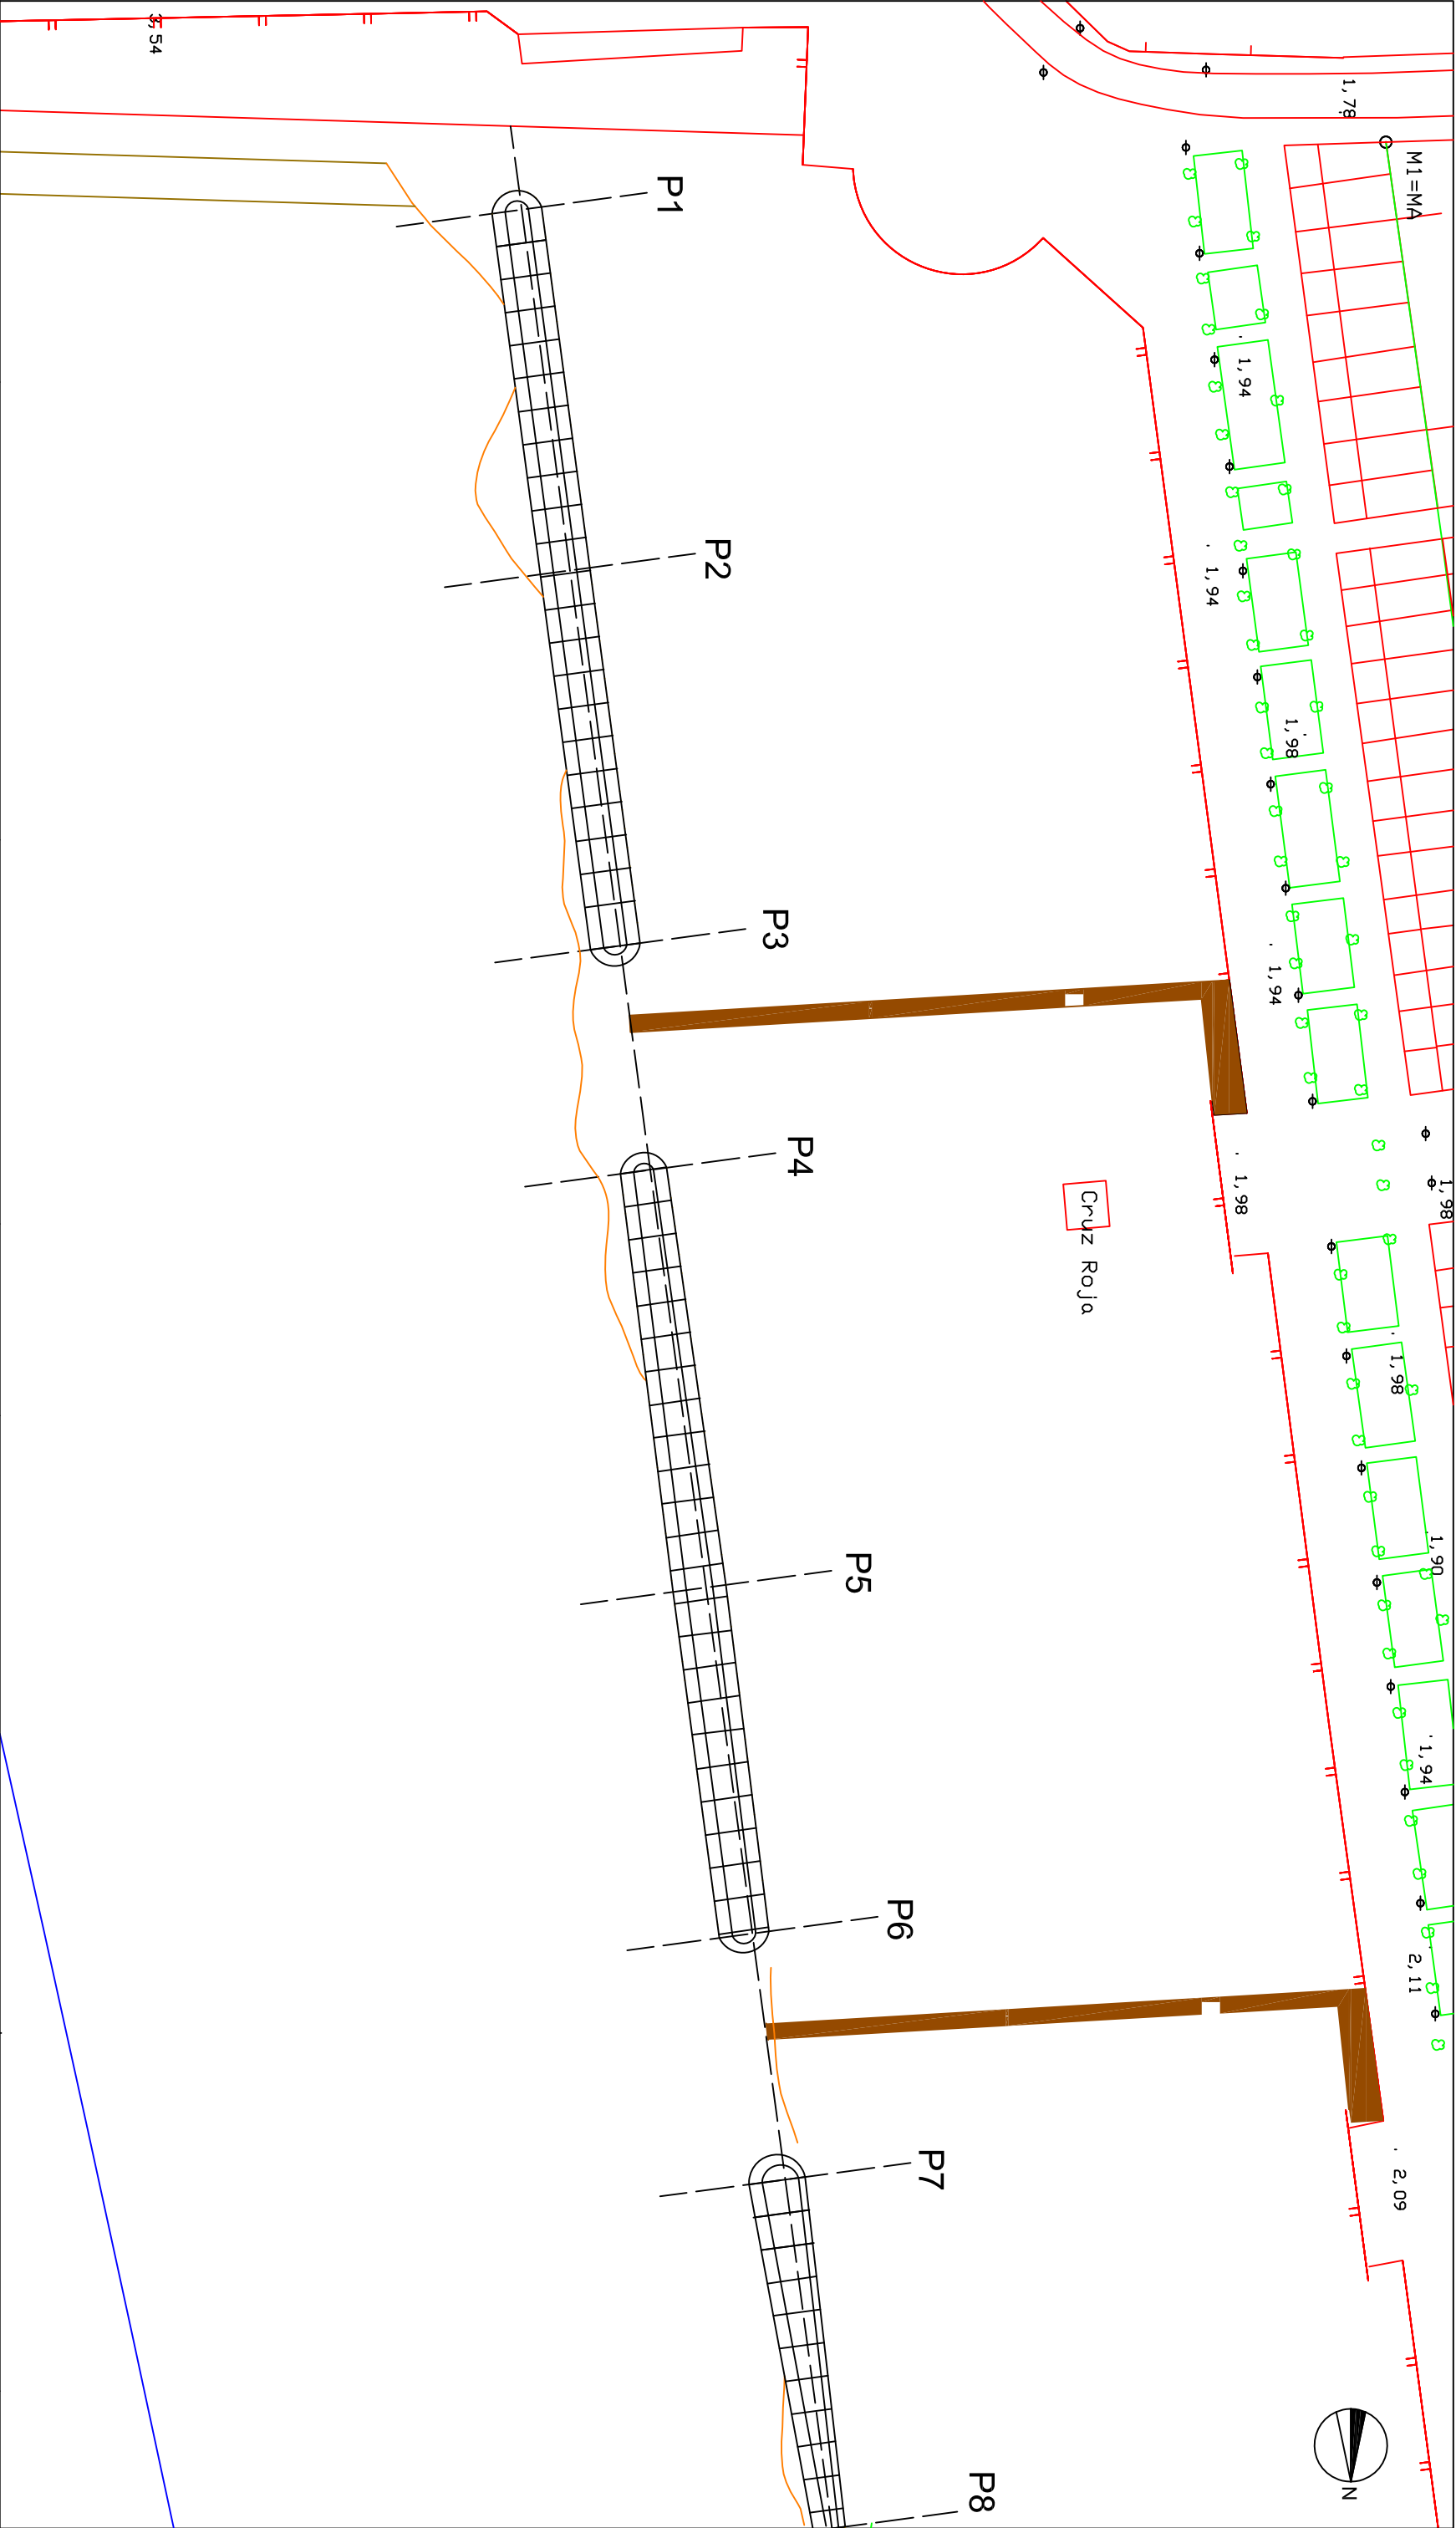 3,54
1,78
M1=MA
P1
1,94
P2
1,94
1,98
P3
1,94
P4
1,98
1,98
Cruz Roja
1,98
P5
1,90
1,94
P6
2,11
P7
2,09
P8
N